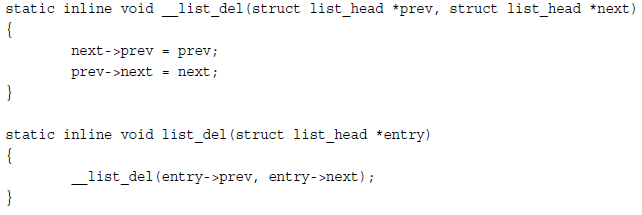 static inline void __list_del(struct list_head *prev, struct list_head *next)
{
        next->prev = prev;
        prev->next = next;
}

static inline void list_del(struct list_head *entry)
{
        __list_del(entry->prev, entry->next);
}